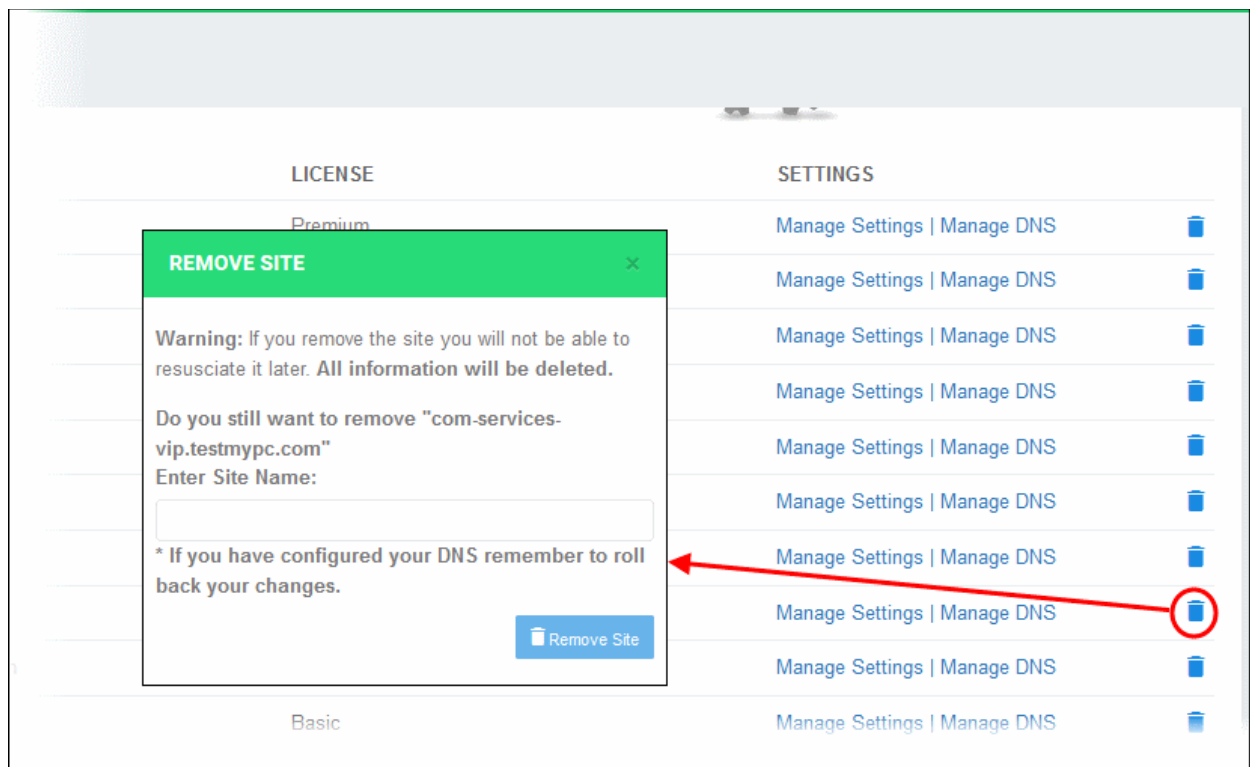 LICENSE SETTINGS
Premium Manage Settings | Manage DNS
REMOVE SITE ×
Manage Settings | Manage DNS
Warning: If you remove the site you will not be able to
resusciate it later. All information will be deleted.
Manage Settings | Manage DNS
Manage Settings | Manage DNS
Do you still want to remove "com-services-
vip.testmypc.com"
Enter Site Name:
Manage Settings | Manage DNS
Manage Settings | Manage DNS
* If you have configured your DNS remember to roll
back your changes.
Manage Settings | Manage DNS
Manage Settings | Manage DNS
Remove Site
Manage Settings | Manage DNS
Basic Manage Settings | Manage DNS